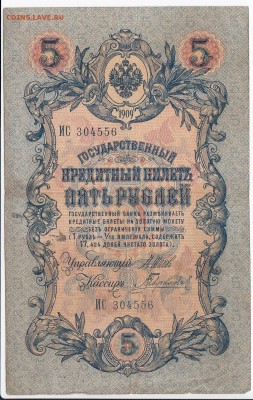 COINS.LAVE.RU
5 5
1909
ИС 304556
ГОСУДАРСТВЕННЫЙ
КРЕДИТНЫЙ БИЛЕТЪ
ПЯТЬ РУБЛЕЙ
ГОСУДАРСТВЕННЫЙ БАНКЪ РАЗМѢНИВАЕТЪ
КРЕДИТНЫЕ БИЛЕТЫ НА ЗОЛОТУЮ МОНЕТУ
БЕЗЪ ОГРАНИЧЕНІЯ СУММЫ
(1 РУБЛЬ = 1/15 ИМПЕРІАЛА, СОДЕРЖИТЪ
17,424 ДОЛЕЙ ЧИСТАГО ЗОЛОТА).
Управляющій
Кассиръ
ИС 304556
5